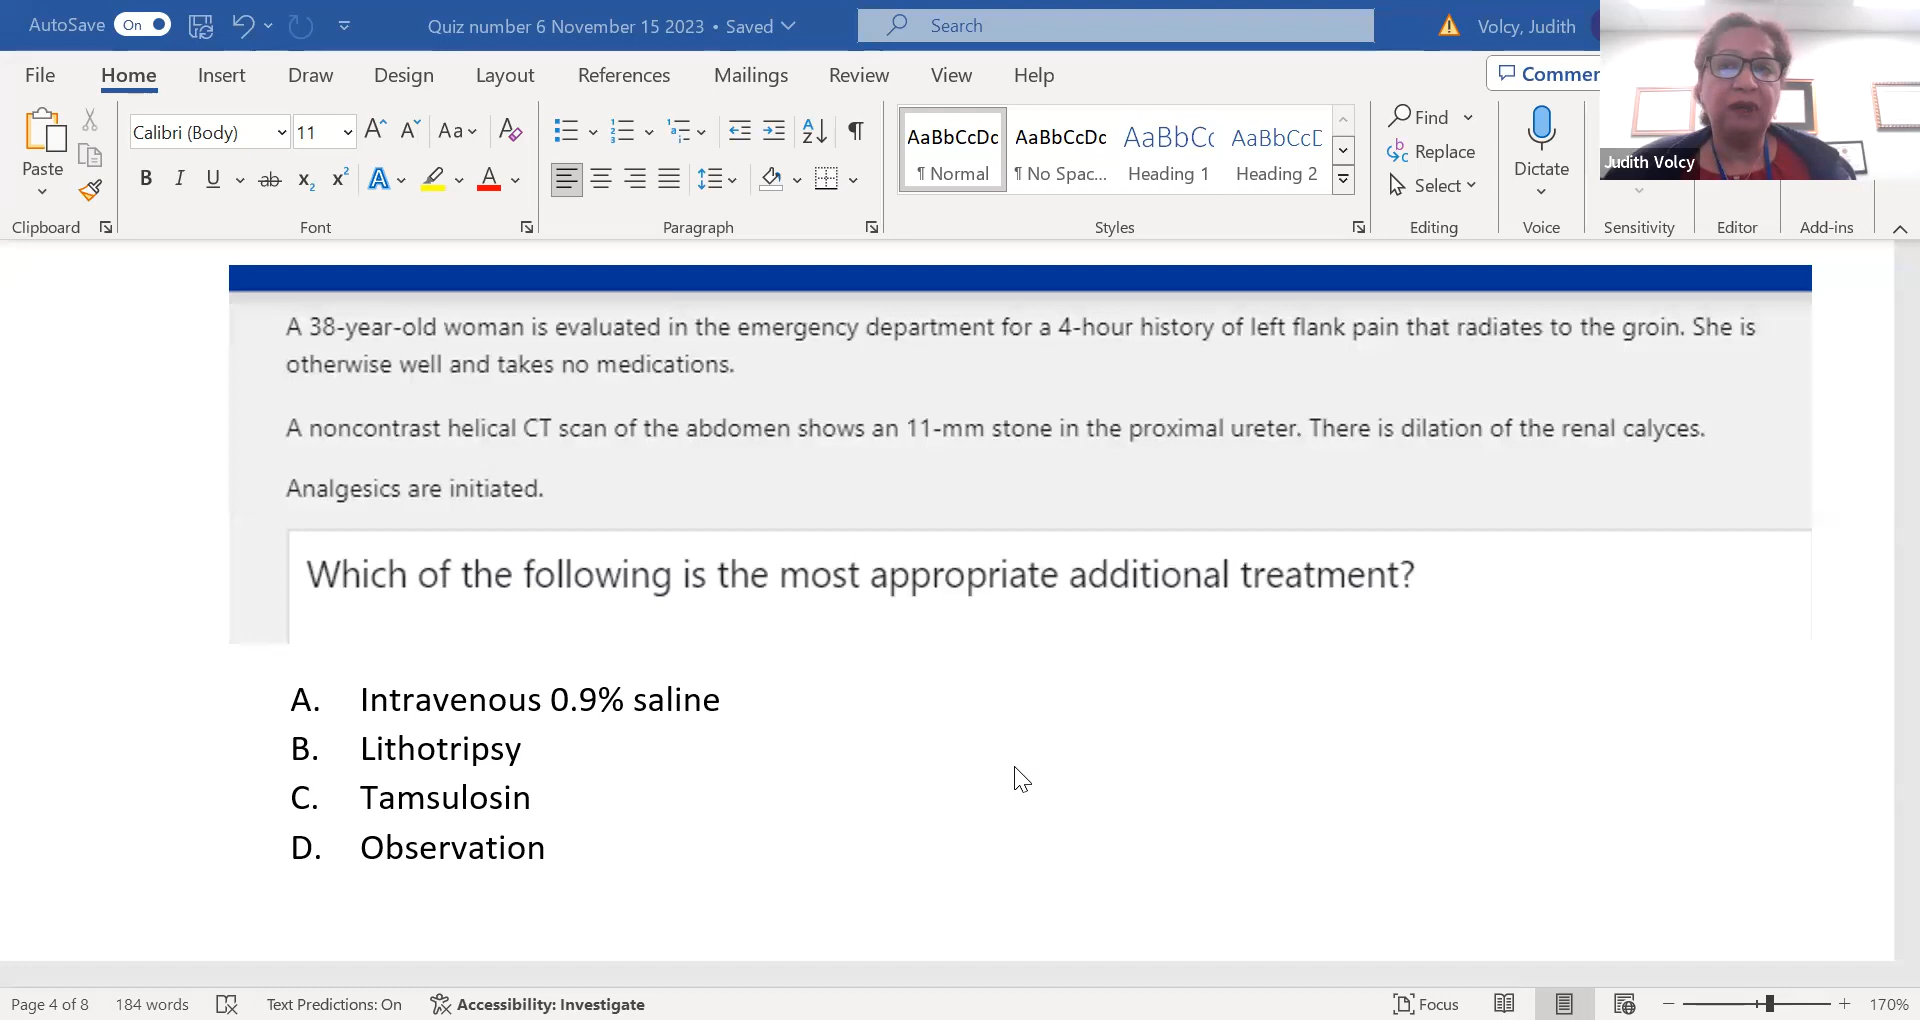 AutoSave On Quiz number 6 November 15 2023 • Saved Search Volcy, Judith
File Home Insert Draw Design Layout References Mailings Review View Help Commen
Paste
Clipboard
Calibri (Body) 11 A A Aa A
B I U ab x2 x2 A A
Font
A Z ¶
Paragraph
AaBbCcDc AaBbCcDc AaBbC AaBbCcD
¶ Normal ¶ No Spac... Heading 1 Heading 2
Styles
Find
Replace
Select
Editing
Dictate
Voice
Sensitivity
Editor
Add-ins
Judith Volcy
A 38-year-old woman is evaluated in the emergency department for a 4-hour history of left flank pain that radiates to the groin. She is
otherwise well and takes no medications.
A noncontrast helical CT scan of the abdomen shows an 11-mm stone in the proximal ureter. There is dilation of the renal calyces.
Analgesics are initiated.
Which of the following is the most appropriate additional treatment?
A. Intravenous 0.9% saline
B. Lithotripsy
C. Tamsulosin
D. Observation
Page 4 of 8 184 words Text Predictions: On Accessibility: Investigate Focus 170%